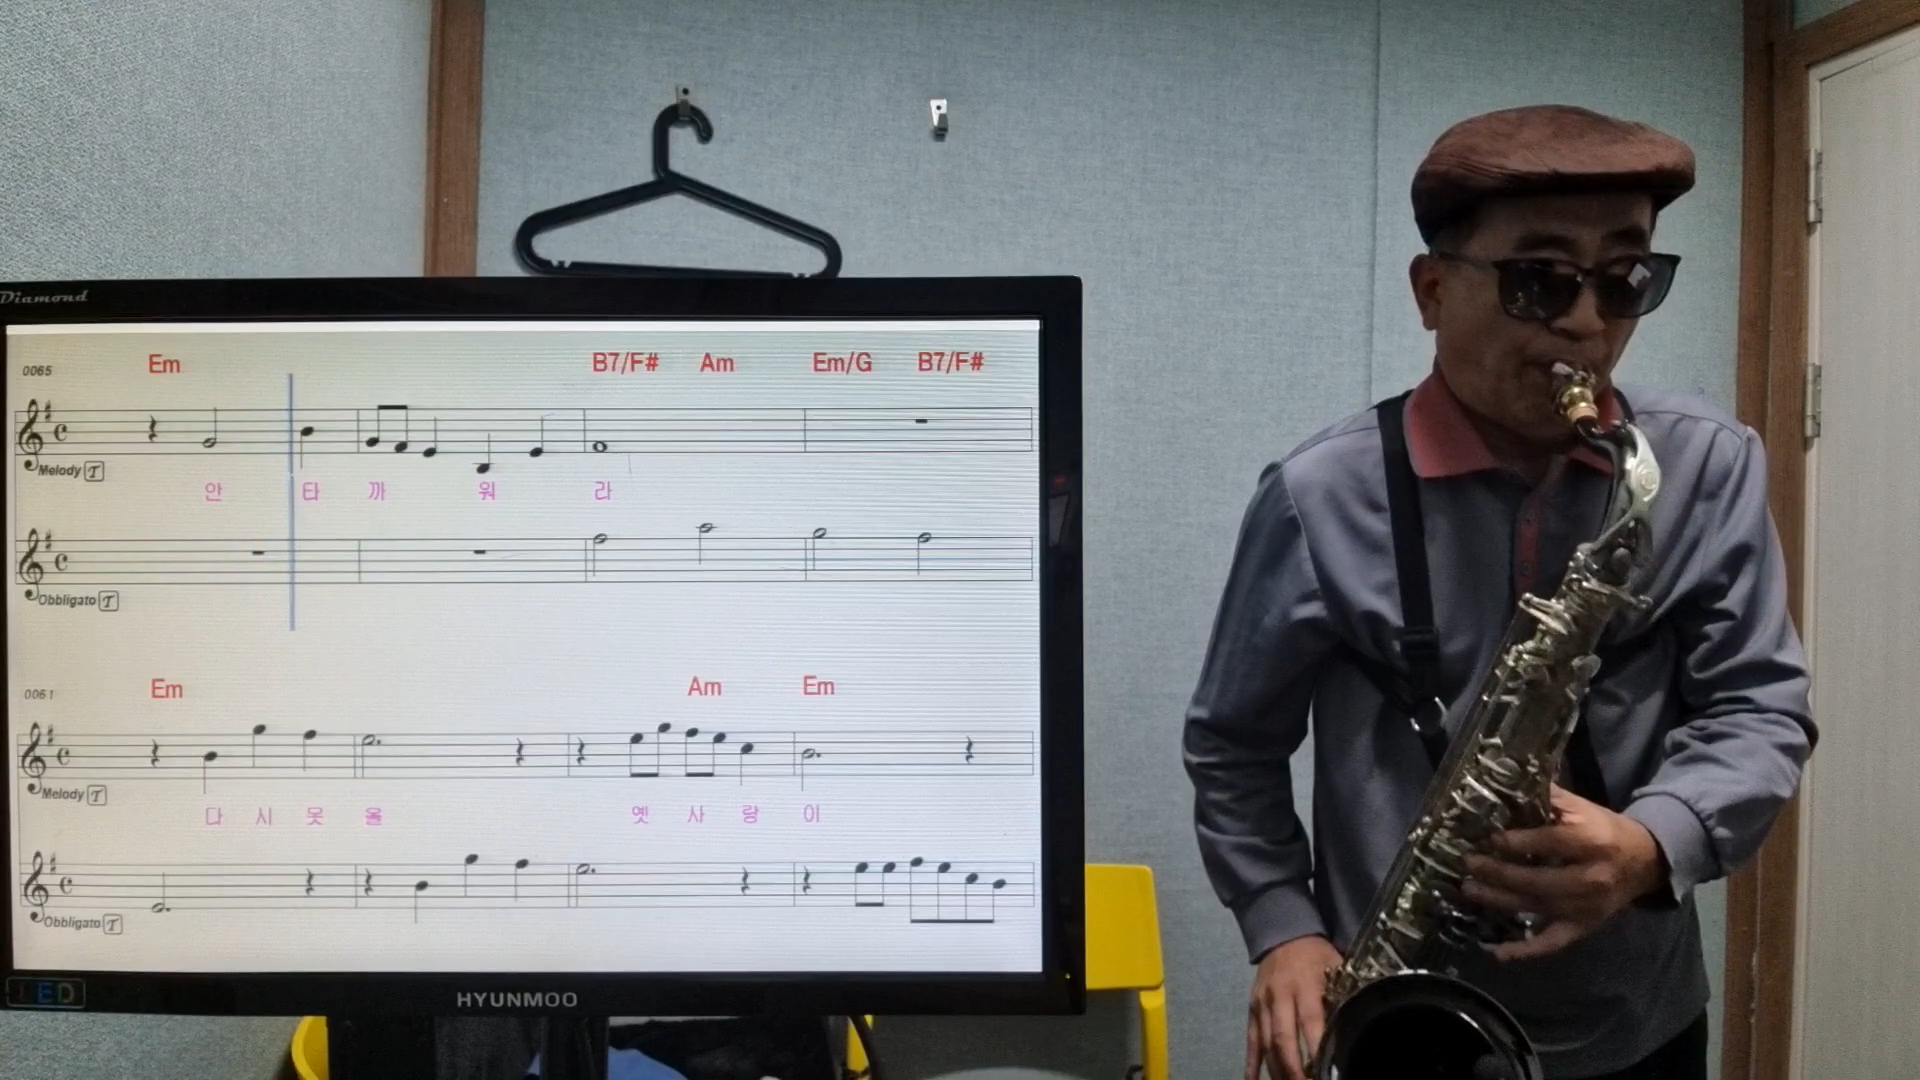 Diamond
0065 Em B7/F# Am Em/G B7/F#
Melody T
안 타 까 워 라
Obbligato T
0061 Em Am Em
Melody T
다 시 못 올 옛 사 랑 이
Obbligato T
LED
HYUNMOO